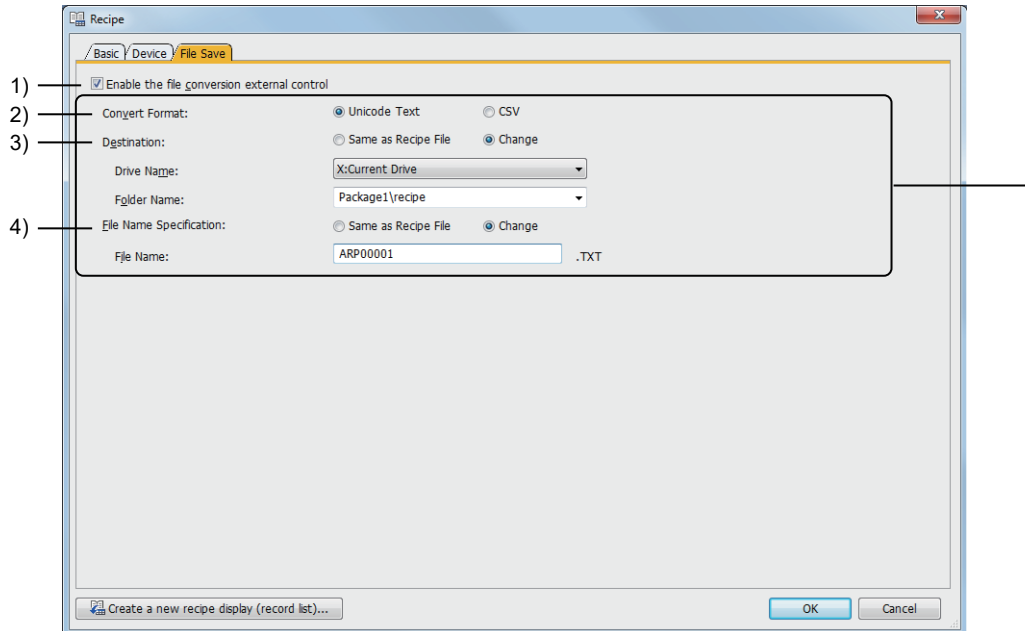 Recipe
Basic Device File Save
1) Enable the file conversion external control
2) Convert Format: Unicode Text CSV
3) Destination: Same as Recipe File Change
Drive Name: X:Current Drive
Folder Name: Package1\recipe
4) File Name Specification: Same as Recipe File Change
File Name: ARP00001 .TXT
Create a new recipe display (record list)... OK Cancel